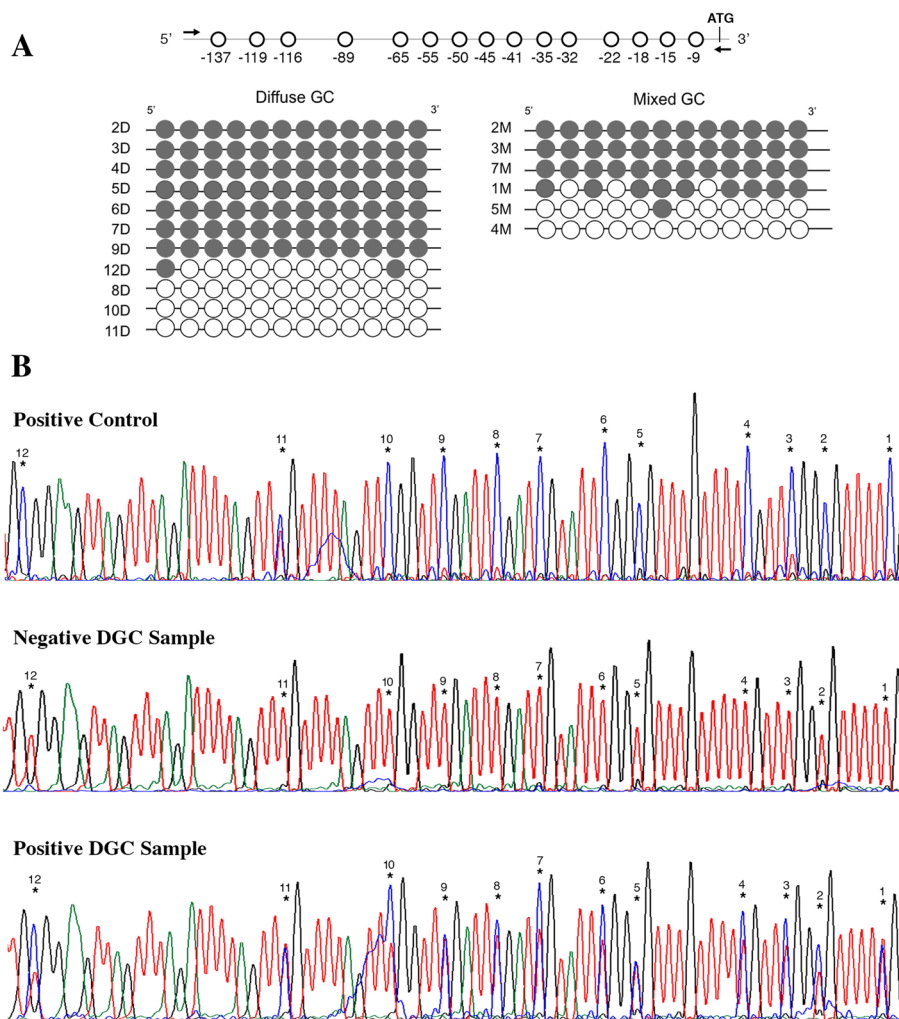 A
5' ATG 3'
-137 -119 -116 -89 -65 -55 -50 -45 -41 -35 -32 -22 -18 -15 -9
Diffuse GC
5' 3'
2D
3D
4D
5D
6D
7D
9D
12D
8D
10D
11D
Mixed GC
5' 3'
2M
3M
7M
1M
5M
4M
B
Positive Control
12 11 10 9 8 7 6 5 4 3 2 1
* * * * * * * * * * * *
Negative DGC Sample
12 11 10 9 8 7 6 5 4 3 2 1
* * * * * * * * * * * *
Positive DGC Sample
12 11 10 9 8 7 6 5 4 3 2 1
* * * * * * * * * * * *